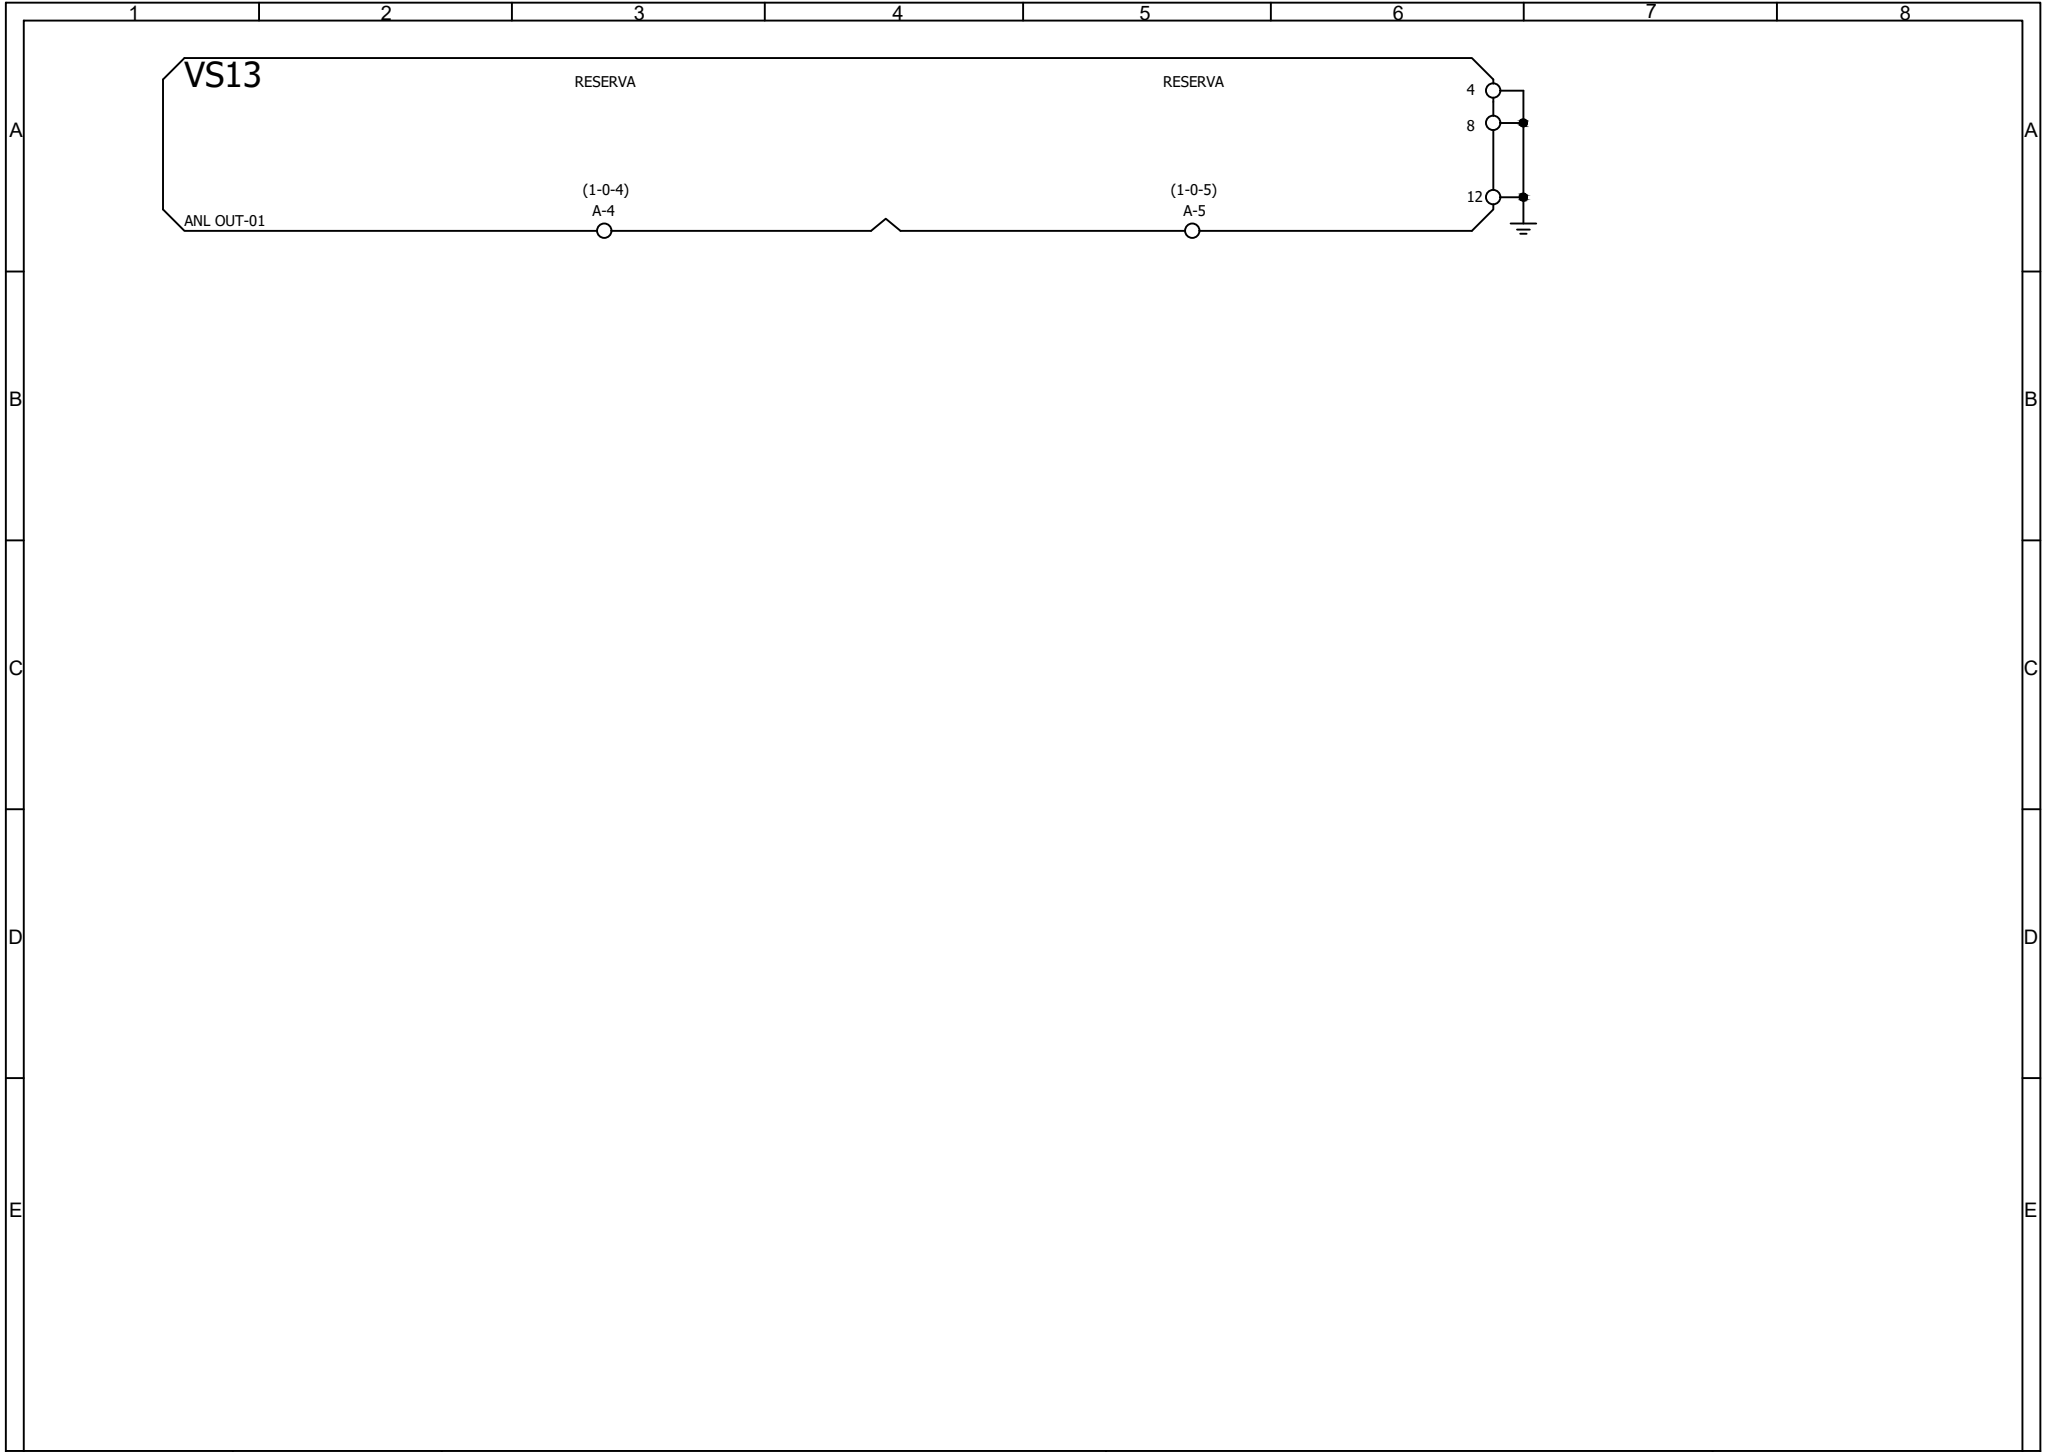 1 2 3 4 5 6 7 8
VS13 RESERVA RESERVA
4
8
A A
(1-0-4) (1-0-5) 12
A-4 A-5
ANL OUT-01
B B
C C
D D
E E